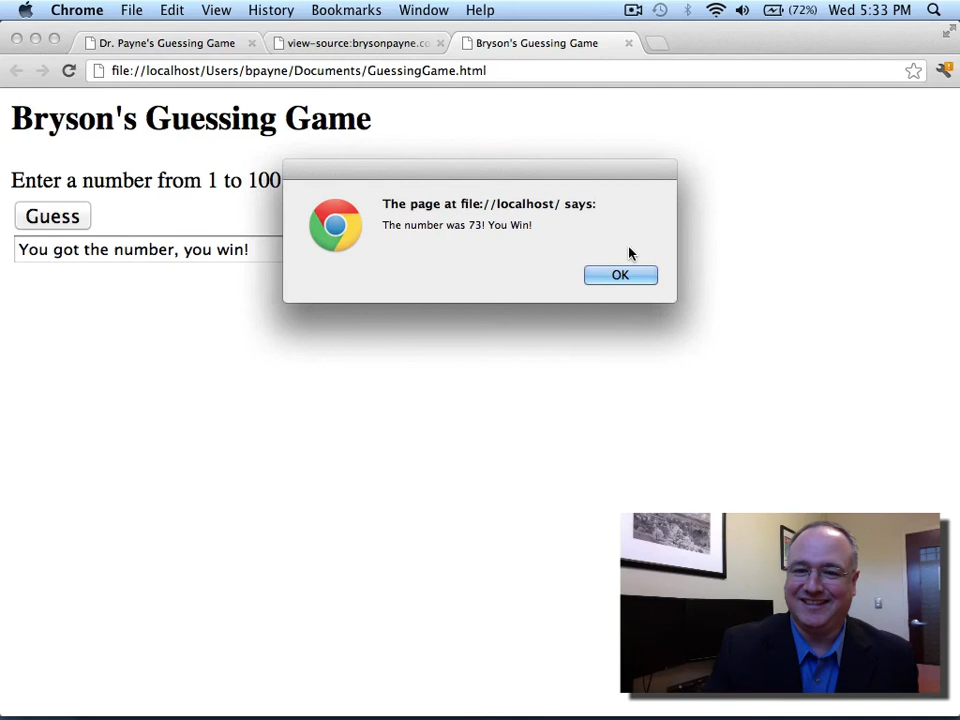 Chrome File Edit View History Bookmarks Window Help (72%) Wed 5:33 PM
Dr. Payne's Guessing Game view-source:brysonpayne.co Bryson's Guessing Game
file://localhost/Users/bpayne/Documents/GuessingGame.html
Bryson's Guessing Game
Enter a number from 1 to 100
Guess
You got the number, you win!
The page at file://localhost/ says:
The number was 73! You Win!
OK